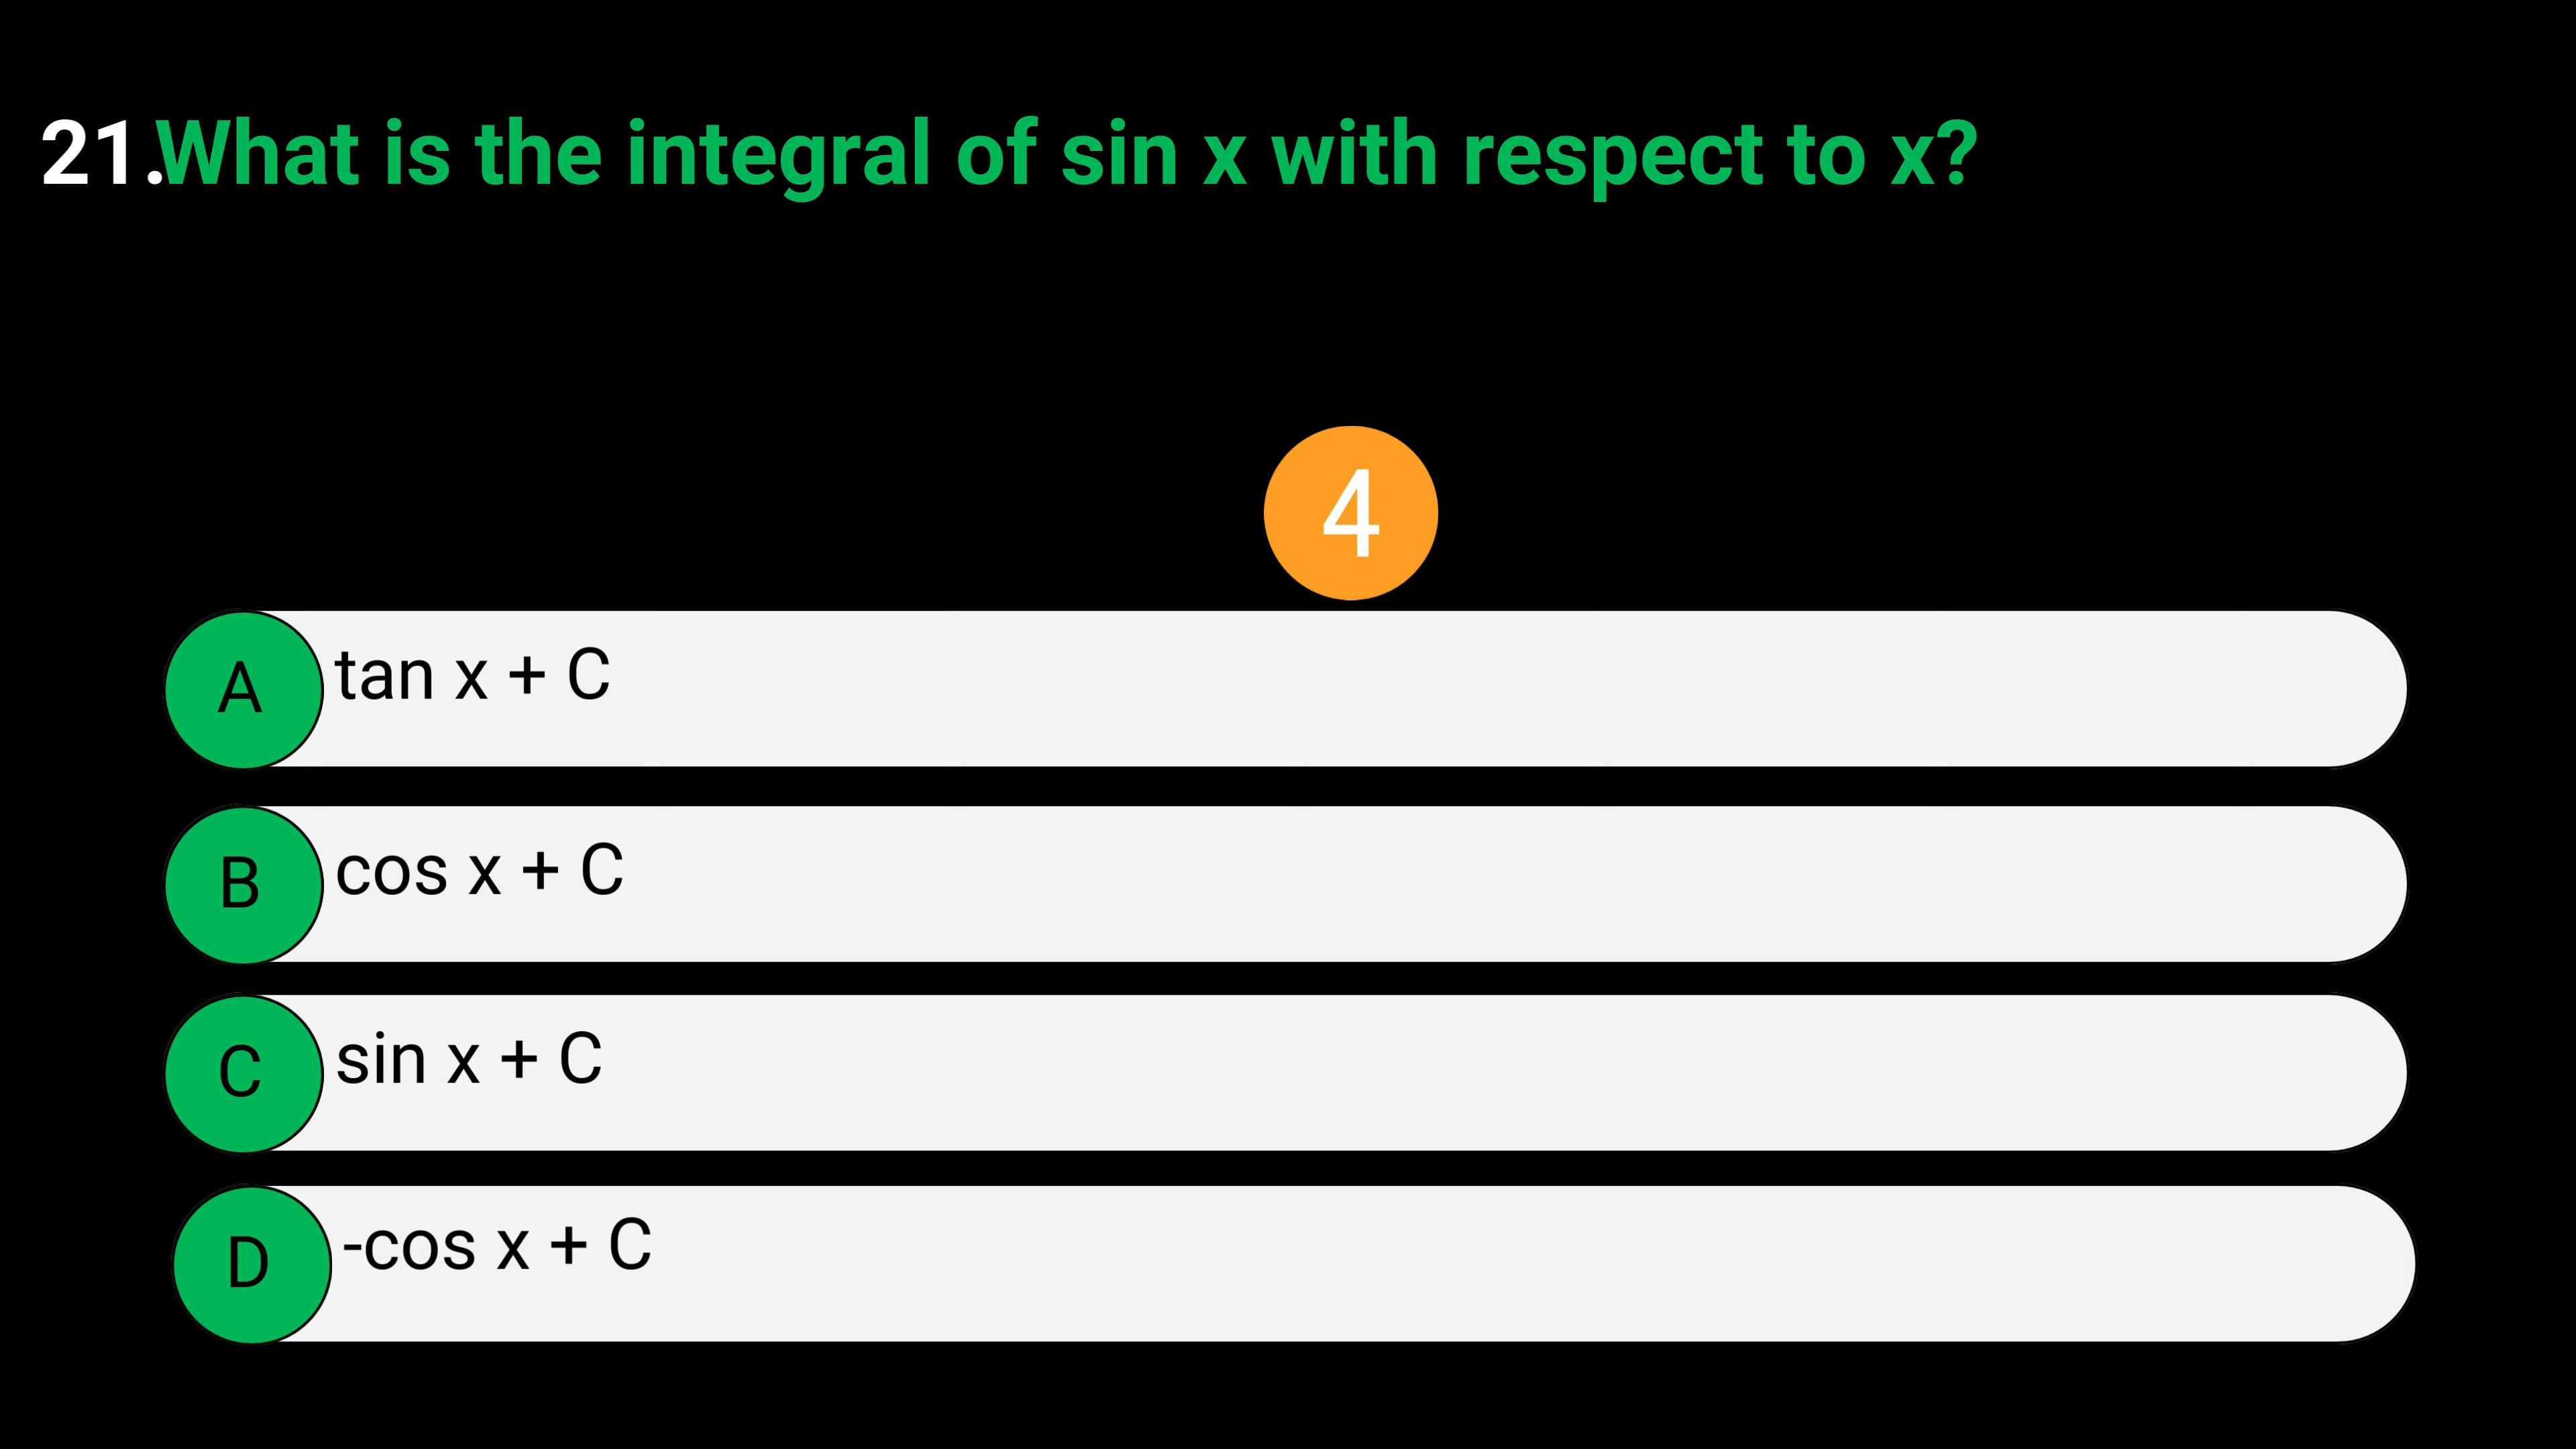 21.What is the integral of sin x with respect to x?
4
A tan x + C
B cos x + C
C sin x + C
D -cos x + C